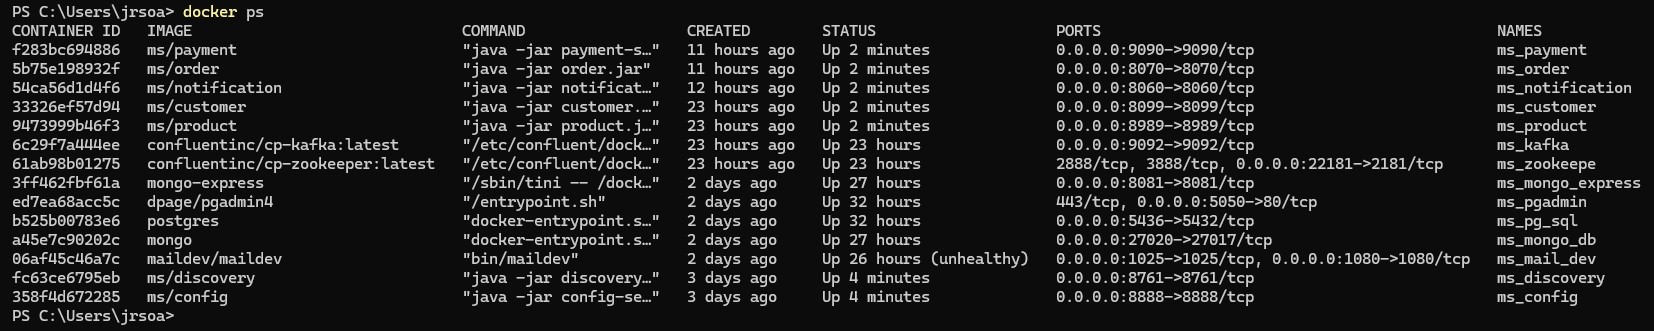 PS C:\Users\jrsoa> docker ps
CONTAINER ID   IMAGE                             COMMAND                  CREATED        STATUS                    PORTS                                            NAMES
f283bc694886   ms/payment                        "java -jar payment-s…"   11 hours ago   Up 2 minutes              0.0.0.0:9090->9090/tcp                           ms_payment
5b75e198932f   ms/order                          "java -jar order.jar"    11 hours ago   Up 2 minutes              0.0.0.0:8070->8070/tcp                           ms_order
54ca56d1d4f6   ms/notification                   "java -jar notificat…"   12 hours ago   Up 2 minutes              0.0.0.0:8060->8060/tcp                           ms_notification
33326ef57d94   ms/customer                       "java -jar customer.…"   23 hours ago   Up 2 minutes              0.0.0.0:8099->8099/tcp                           ms_customer
9473999b46f3   ms/product                        "java -jar product.j…"   23 hours ago   Up 2 minutes              0.0.0.0:8989->8989/tcp                           ms_product
6c29f7a444ee   confluentinc/cp-kafka:latest      "/etc/confluent/dock…"   23 hours ago   Up 23 hours               0.0.0.0:9092->9092/tcp                           ms_kafka
61ab98b01275   confluentinc/cp-zookeeper:latest   "/etc/confluent/dock…"   23 hours ago   Up 23 hours               2888/tcp, 3888/tcp, 0.0.0.0:22181->2181/tcp      ms_zookeepe
3ff462fbf61a   mongo-express                     "/sbin/tini -- /dock…"   2 days ago     Up 27 hours               0.0.0.0:8081->8081/tcp                           ms_mongo_express
ed7ea68acc5c   dpage/pgadmin4                    "/entrypoint.sh"         2 days ago     Up 32 hours               443/tcp, 0.0.0.0:5050->80/tcp                    ms_pgadmin
b525b00783e6   postgres                          "docker-entrypoint.s…"   2 days ago     Up 32 hours               0.0.0.0:5436->5432/tcp                           ms_pg_sql
a45e7c90202c   mongo                             "docker-entrypoint.s…"   2 days ago     Up 27 hours               0.0.0.0:27020->27017/tcp                         ms_mongo_db
06af45c46a7c   maildev/maildev                   "bin/maildev"            2 days ago     Up 26 hours (unhealthy)   0.0.0.0:1025->1025/tcp, 0.0.0.0:1080->1080/tcp   ms_mail_dev
fc63ce6795eb   ms/discovery                      "java -jar discovery…"   3 days ago     Up 4 minutes              0.0.0.0:8761->8761/tcp                           ms_discovery
358f4d672285   ms/config                         "java -jar config-se…"   3 days ago     Up 4 minutes              0.0.0.0:8888->8888/tcp                           ms_config
PS C:\Users\jrsoa>